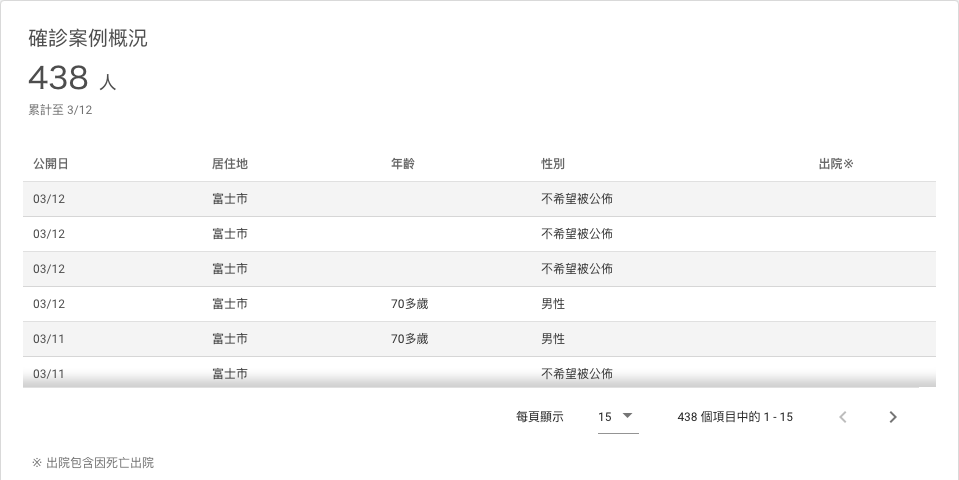 確診案例概況
438 人
累計至 3/12
公開日 居住地 年齡 性別 出院※
03/12 富士市 不希望被公佈
03/12 富士市 不希望被公佈
03/12 富士市 不希望被公佈
03/12 富士市 70多歲 男性
03/11 富士市 70多歲 男性
03/11 富士市 不希望被公佈
每頁顯示 15 438 個項目中的 1 - 15
※ 出院包含因死亡出院